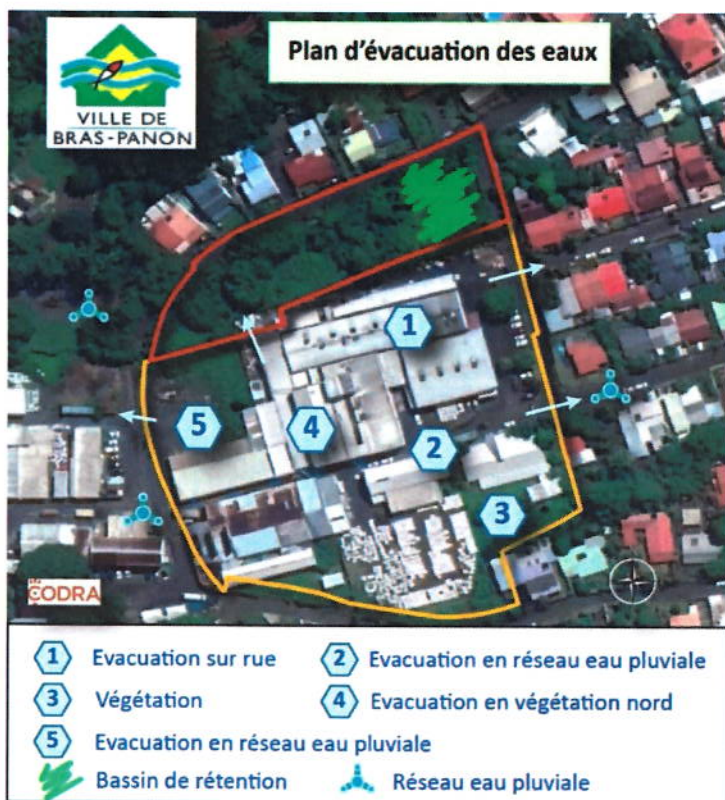 Plan d'évacuation des eaux
VILLE DE
BRAS-PANON
1
5
4
2
3
CODRA
1 Evacuation sur rue
2 Evacuation en réseau eau pluviale
3 Végétation
4 Evacuation en végétation nord
5 Evacuation en réseau eau pluviale
Bassin de rétention
Réseau eau pluviale